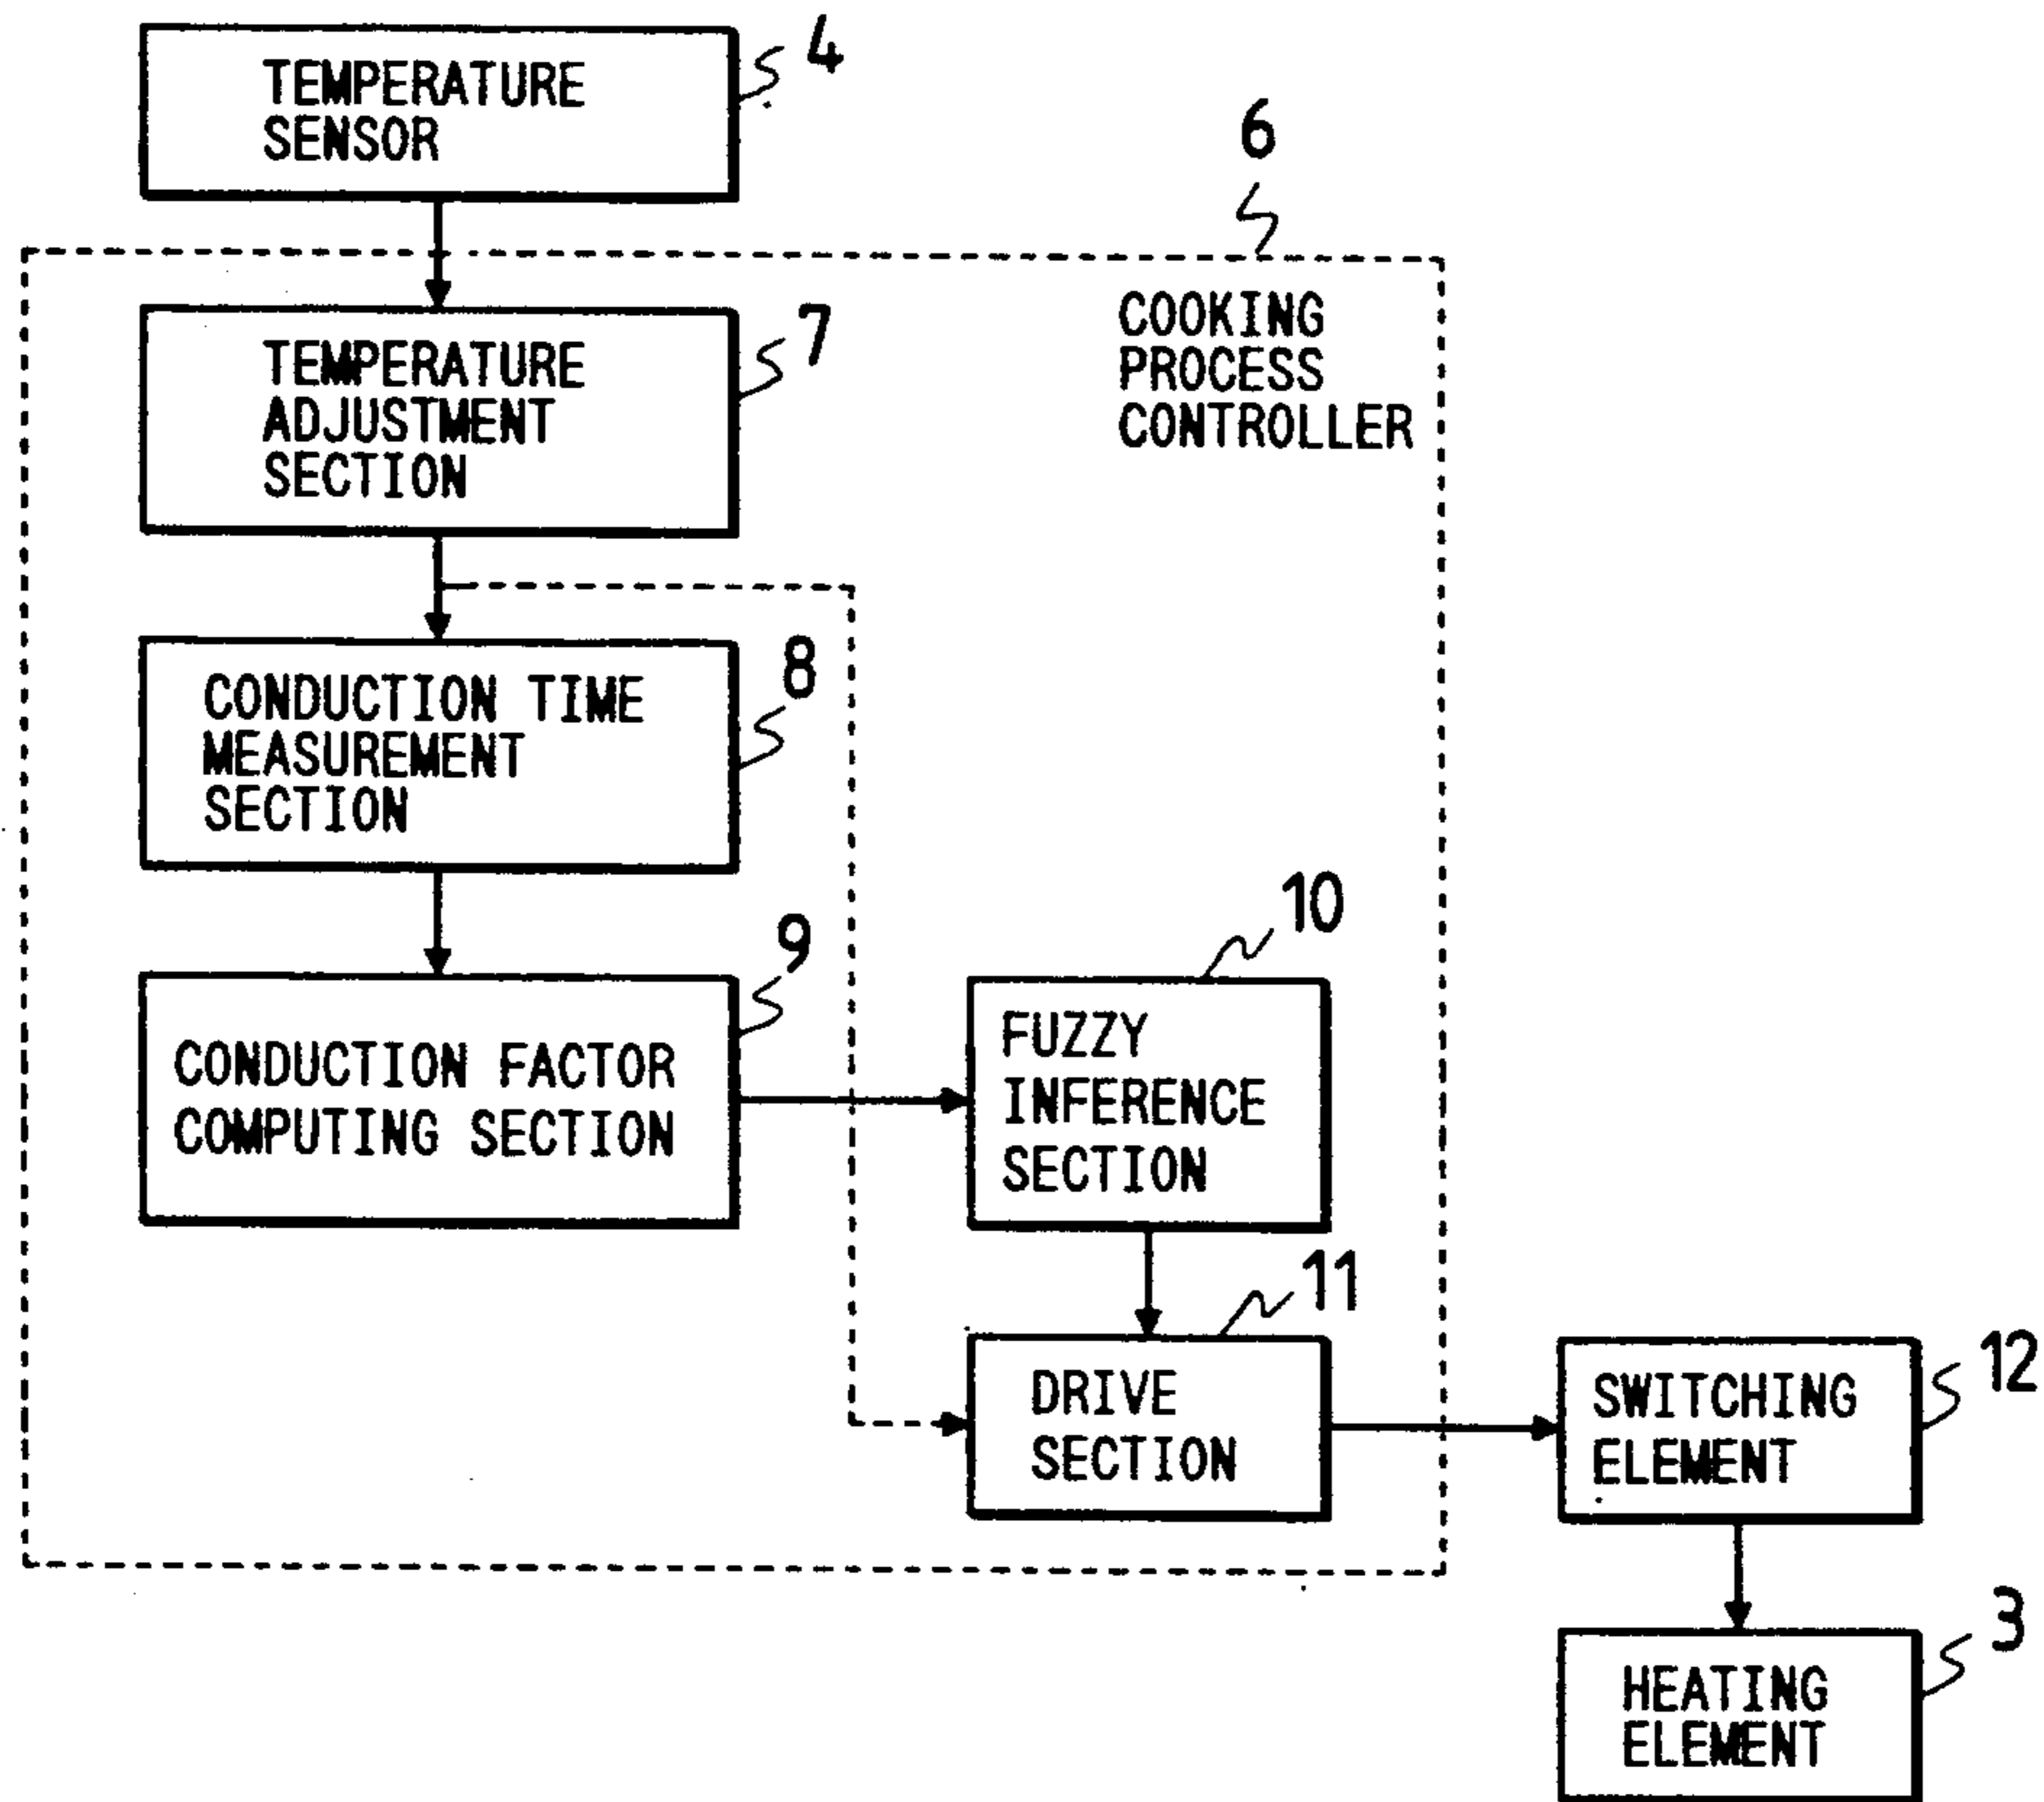 4
TEMPERATURE
SENSOR
6
COOKING
PROCESS
CONTROLLER
7
TEMPERATURE
ADJUSTMENT
SECTION
8
CONDUCTION TIME
MEASUREMENT
SECTION
9
CONDUCTION FACTOR
COMPUTING SECTION
10
FUZZY
INFERENCE
SECTION
11
DRIVE
SECTION
12
SWITCHING
ELEMENT
3
HEATING
ELEMENT